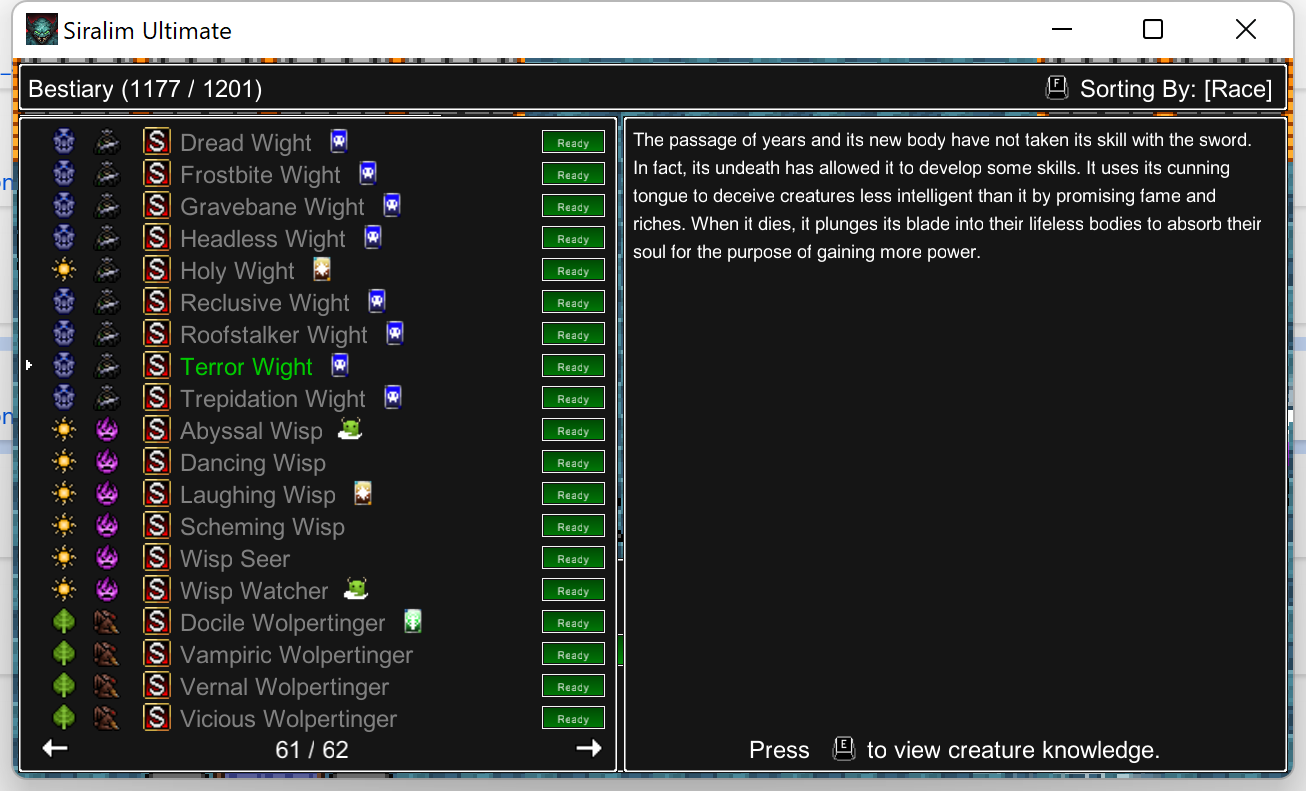 Siralim Ultimate
Bestiary (1177 / 1201)
F Sorting By: [Race]
S Dread Wight Ready
S Frostbite Wight Ready
S Gravebane Wight Ready
S Headless Wight Ready
S Holy Wight Ready
S Reclusive Wight Ready
S Roofstalker Wight Ready
S Terror Wight Ready
S Trepidation Wight Ready
S Abyssal Wisp Ready
S Dancing Wisp Ready
S Laughing Wisp Ready
S Scheming Wisp Ready
S Wisp Seer Ready
S Wisp Watcher Ready
S Docile Wolpertinger Ready
S Vampiric Wolpertinger Ready
S Vernal Wolpertinger Ready
S Vicious Wolpertinger Ready
61 / 62
The passage of years and its new body have not taken its skill with the sword.
In fact, its undeath has allowed it to develop some skills. It uses its cunning
tongue to deceive creatures less intelligent than it by promising fame and
riches. When it dies, it plunges its blade into their lifeless bodies to absorb their
soul for the purpose of gaining more power.
Press E to view creature knowledge.